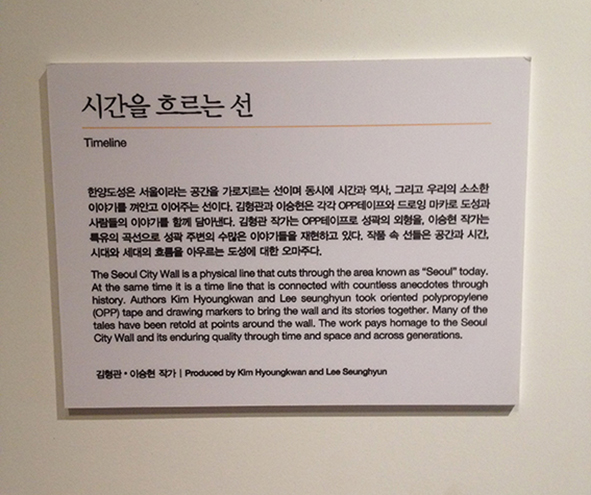 시간을 흐르는 선
Timeline
한양도성은 서울이라는 공간을 가로지르는 선이며 동시에 시간과 역사, 그리고 우리의 소소한
이야기를 껴안고 이어주는 선이다. 김형관과 이승현은 각각 OPP테이프와 드로잉 마카로 도성과
사람들의 이야기를 함께 담아낸다. 김형관 작가는 OPP테이프로 성곽의 외형을, 이승현 작가는
특유의 곡선으로 성곽 주변의 수많은 이야기들을 재현하고 있다. 작품 속 선들은 공간과 시간,
시대와 세대의 흐름을 아우르는 도성에 대한 오마주다.
The Seoul City Wall is a physical line that cuts through the area known as “Seoul” today.
At the same time it is a time line that is connected with countless anecdotes through
history. Authors Kim Hyoungkwan and Lee seunghyun took oriented polypropylene
(OPP) tape and drawing markers to bring the wall and its stories together. Many of the
tales have been retold at points around the wall. The work pays homage to the Seoul
City Wall and its enduring quality through time and space and across generations.
김형관 • 이승현 작가 | Produced by Kim Hyoungkwan and Lee Seunghyun